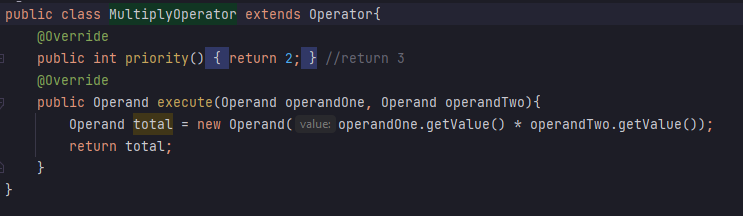 public class MultiplyOperator extends Operator{
@Override
public int priority() { return 2; } //return 3
@Override
public Operand execute(Operand operandOne, Operand operandTwo){
Operand total = new Operand( value: operandOne.getValue() * operandTwo.getValue());
return total;
}
}